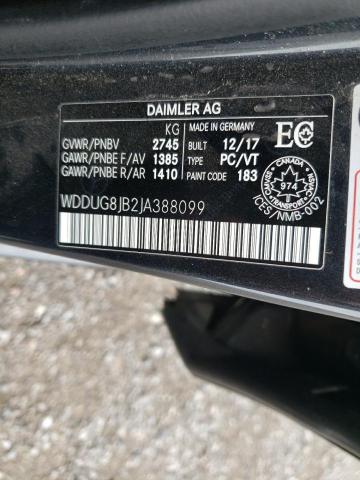 DAIMLER AG
KG MADE IN GERMANY
GVWR/PNBV 2745 BUILT 12/17
GAWR/PNBE F/AV 1385 TYPE PC/VT
GAWR/PNBE R/AR 1410 PAINT 183
EC
CANADA
974
TRANSPORT
ICES/NMB-002
WDDUG8JB2JA388099